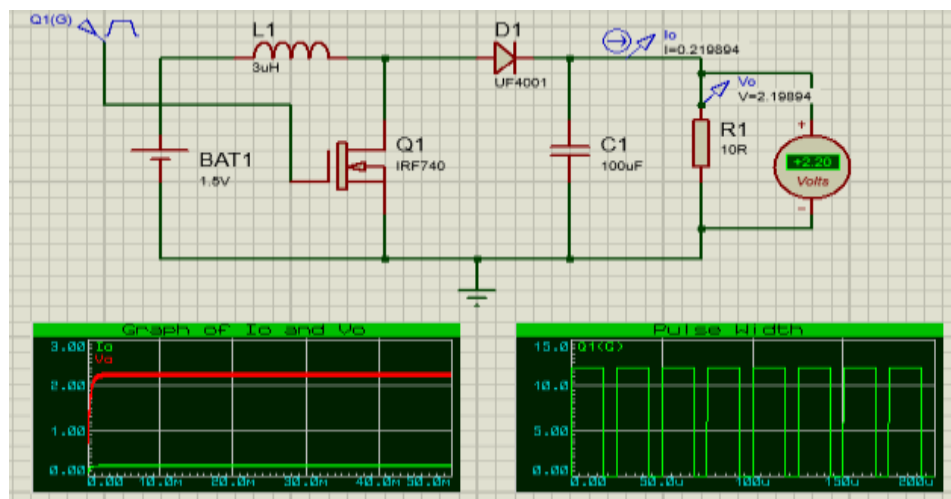 Q1(G)
L1
3uH
D1
UF4001
Io
I=0.219894
Vo
V=2.19894
BAT1
1.5V
Q1
IRF740
C1
100uF
R1
10R
+
+2.20
Volts
-
Graph of Io and Vo
3.00
Io
Vo
2.00
1.00
0.00
0.00 10.0m 20.0m 30.0m 40.0m 50.0m
Pulse Width
15.0
Q1(G)
10.0
5.00
0.00
0.00 50.0u 100u 150u 200u